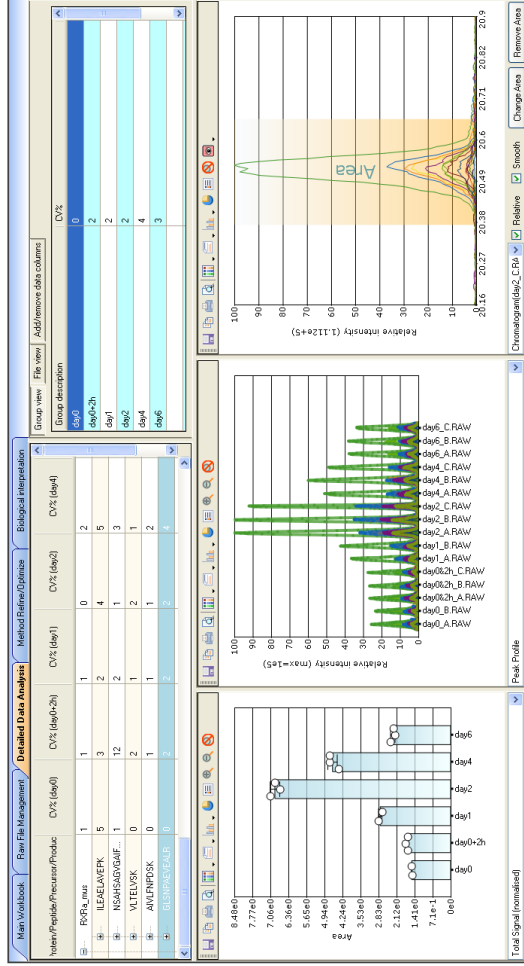 Main Workbook Raw File Management Detailed Data Analysis Method Refine/Optimize Biological interpretation
rotein/Peptide/Precursor/Produc CV% (day0) CV% (day0+2h) CV% (day1) CV% (day2) CV% (day4)
RXRa_mus 1 1 1 0 2
ILEAELAVEPK 5 3 2 4 5
NSAHSAGVGAIF... 1 12 2 1 3
VLTELVSK 0 2 1 2 1
AIVLFNPDSK 0 1 1 1 2
GLSNPAEVEALR 0 2 2 2 4
Group view File view Add/remove data columns
Group description CV%
day0 0
day0+2h 2
day1 2
day2 2
day4 4
day6 3
8.48e0
7.77e0
7.06e0
6.36e0
5.65e0
4.94e0
4.24e0
3.53e0
2.83e0
2.12e0
1.41e0
7.1e-1
0e0
Area
day0 day0+2h day1 day2 day4 day6
Total Signal (normalised)
100
90
80
70
60
50
40
30
20
10
0
Relative intensity (max=1e5)
day0_A.RAW
day0_B.RAW
day0&2h_A.RAW
day0&2h_B.RAW
day0&2h_C.RAW
day1_A.RAW
day1_B.RAW
day2_A.RAW
day2_B.RAW
day2_C.RAW
day4_A.RAW
day4_B.RAW
day4_C.RAW
day6_A.RAW
day6_B.RAW
day6_C.RAW
Peak Profile
100
90
80
70
60
50
40
30
20
10
Relative intensity (1.112e+5)
Area
20.16 20.27 20.38 20.49 20.6 20.71 20.82 20.9
Chromatogram(day2_C.RA Relative Smooth Change Area Remove Area